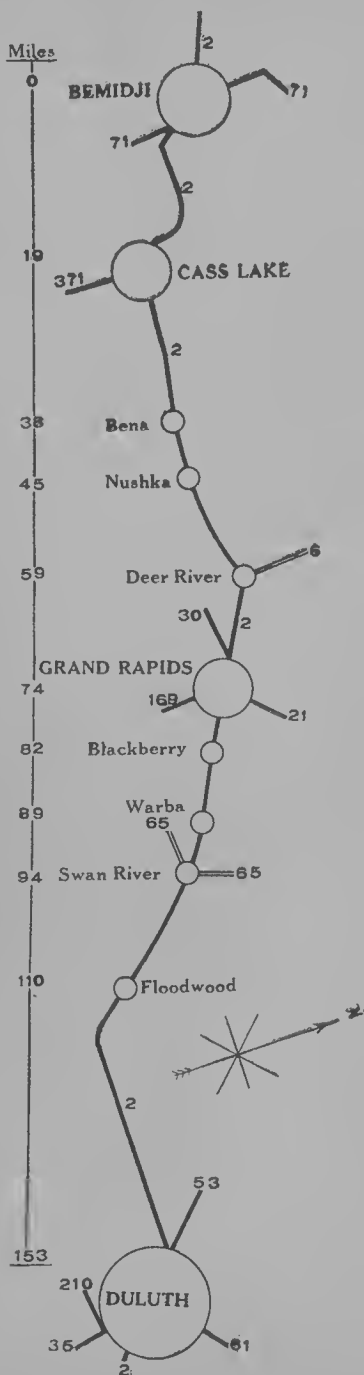 Miles
2
0
BEMIDJI
71
71
2
19
CASS LAKE
371
2
38
Bena
45
Nushka
59
Deer River
6
30
2
GRAND RAPIDS
74
169
21
82
Blackberry
89
Warba
65
94
Swan River
65
110
Floodwood
N.
2
53
153
210
DULUTH
35
61
2